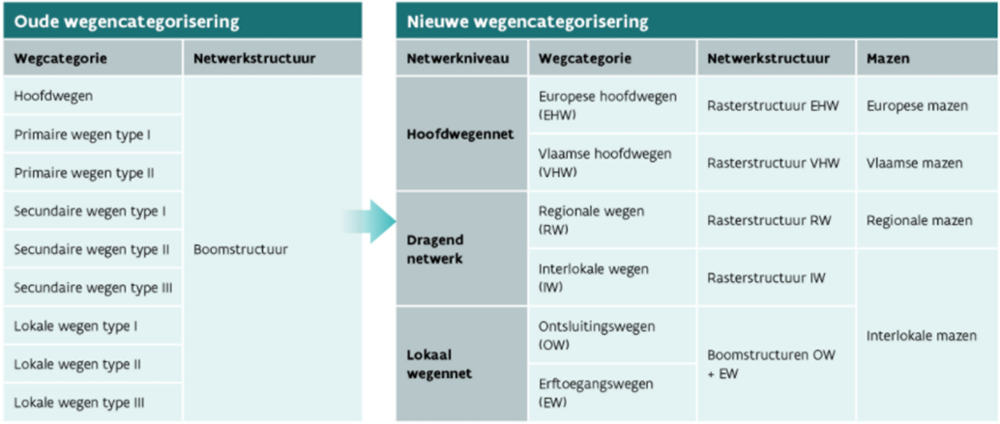 Oude wegencategorisering
Wegcategorie
Netwerkstructuur
Hoofdwegen
Primaire wegen type I
Primaire wegen type II
Secundaire wegen type I
Secundaire wegen type II
Secundaire wegen type III
Lokale wegen type I
Lokale wegen type II
Lokale wegen type III
Boomstructuur
Nieuwe wegencategorisering
Netwerkniveau
Wegcategorie
Netwerkstructuur
Mazen
Hoofdwegennet
Europese hoofdwegen
(EHW)
Rasterstructuur EHW
Europese mazen
Vlaamse hoofdwegen
(VHW)
Rasterstructuur VHW
Vlaamse mazen
Dragend
netwerk
Regionale wegen
(RW)
Rasterstructuur RW
Regionale mazen
Interlokale wegen
(IW)
Rasterstructuur IW
Interlokale mazen
Lokaal
wegennet
Ontsluitingswegen
(OW)
Boomstructuren OW
+ EW
Erftoegangswegen
(EW)